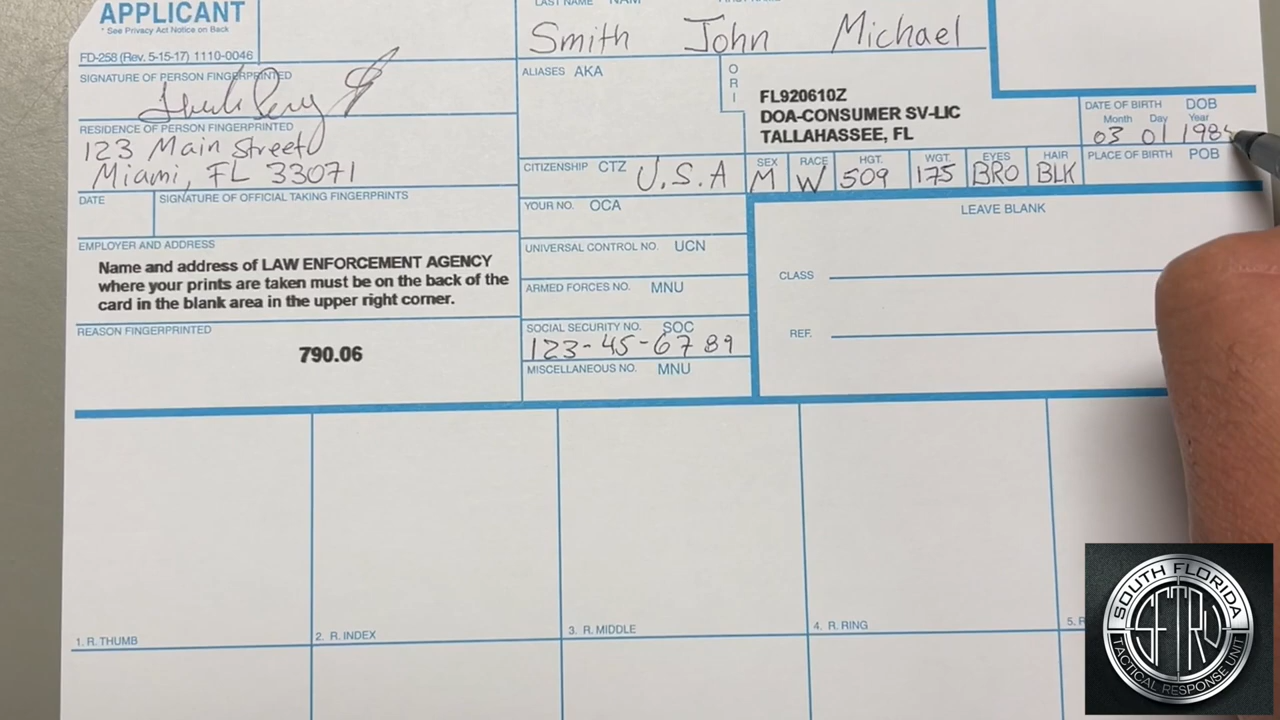 APPLICANT
* See Privacy Act Notice on Back
FD-258 (Rev. 5-15-17) 1110-0046
LAST NAME NAM
Smith John Michael
SIGNATURE OF PERSON FINGERPRINTED
ALIASES AKA
ORI
FL920610Z
DOA-CONSUMER SV-LIC
TALLAHASSEE, FL
DATE OF BIRTH DOB
Month Day Year
03 01 198
RESIDENCE OF PERSON FINGERPRINTED
123 Main Street
Miami, FL 33071
CITIZENSHIP CTZ U.S.A
SEX RACE HGT. WGT. EYES HAIR
M W 509 175 BRO BLK
PLACE OF BIRTH POB
DATE SIGNATURE OF OFFICIAL TAKING FINGERPRINTS
YOUR NO. OCA
LEAVE BLANK
EMPLOYER AND ADDRESS
Name and address of LAW ENFORCEMENT AGENCY
where your prints are taken must be on the back of the
card in the blank area in the upper right corner.
UNIVERSAL CONTROL NO. UCN
CLASS
ARMED FORCES NO. MNU
REASON FINGERPRINTED
790.06
SOCIAL SECURITY NO. SOC
123-45-6789
REF.
MISCELLANEOUS NO. MNU
1. R. THUMB
2. R. INDEX
3. R. MIDDLE
4. R. RING
5. R
SOUTH FLORIDA
SFTRU
TACTICAL RESPONSE UNIT